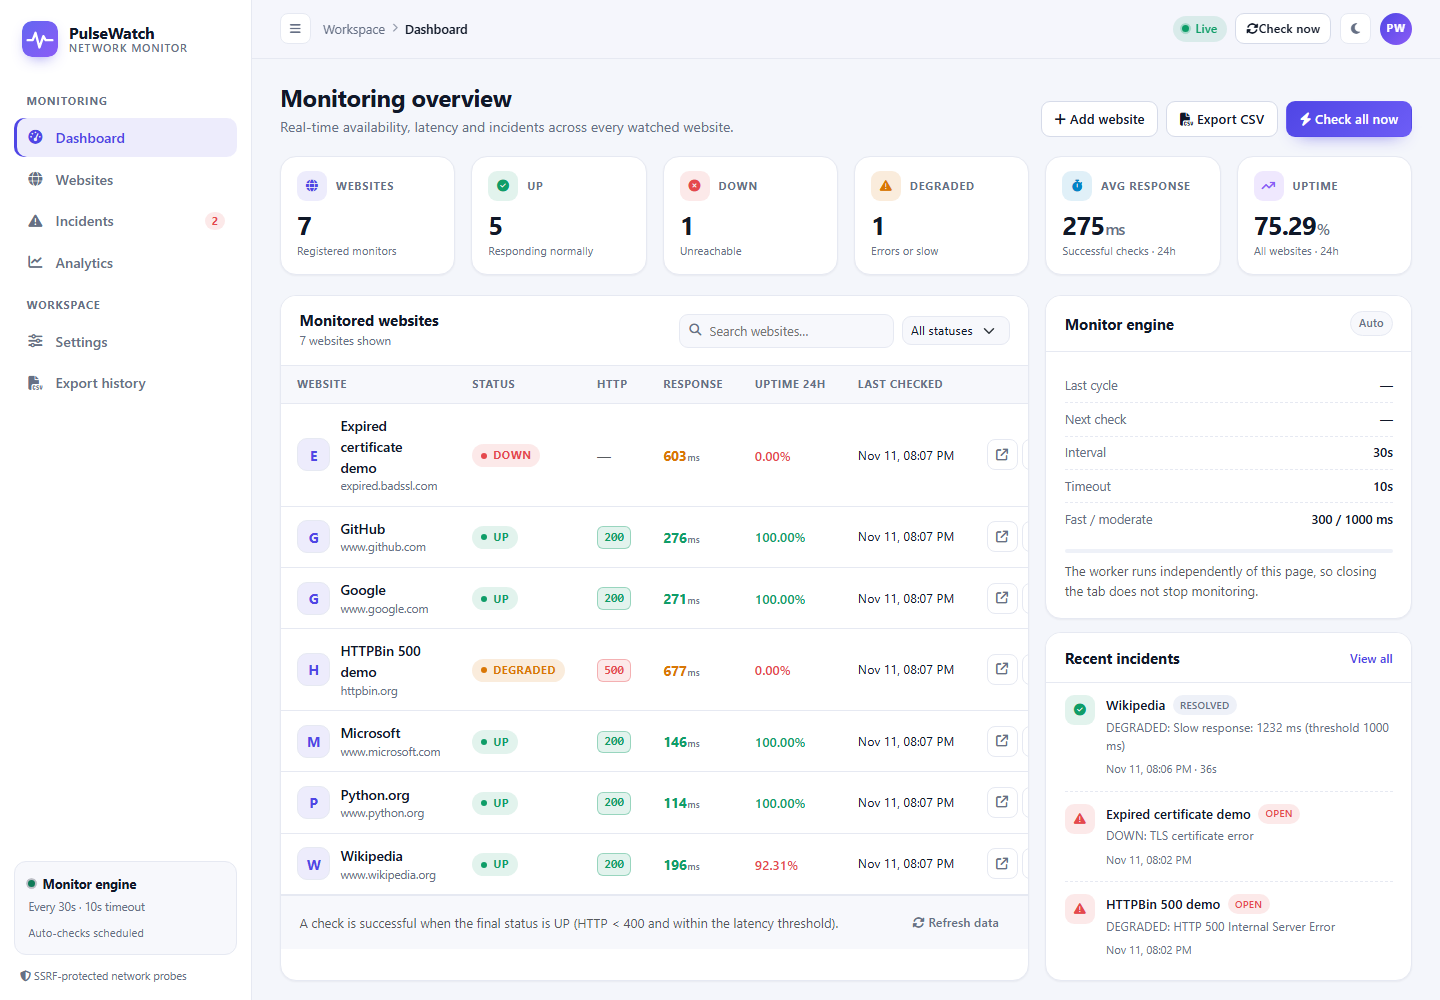 PulseWatch
NETWORK MONITOR
MONITORING
Dashboard
Websites
Incidents 2
Analytics
WORKSPACE
Settings
Export history
Monitor engine
Every 30s · 10s timeout
Auto-checks scheduled
SSRF-protected network probes
Workspace > Dashboard
Live
Check now
PW
Monitoring overview
Real-time availability, latency and incidents across every watched website.
+ Add website
Export CSV
Check all now
WEBSITES
7
Registered monitors
UP
5
Responding normally
DOWN
1
Unreachable
DEGRADED
1
Errors or slow
AVG RESPONSE
275ms
Successful checks · 24h
UPTIME
75.29%
All websites · 24h
Monitored websites
7 websites shown
Search websites...
All statuses
WEBSITE STATUS HTTP RESPONSE UPTIME 24H LAST CHECKED
E
Expired
certificate
demo
expired.badssl.com
DOWN — 603ms 0.00% Nov 11, 08:07 PM
G
GitHub
www.github.com
UP 200 276ms 100.00% Nov 11, 08:07 PM
G
Google
www.google.com
UP 200 271ms 100.00% Nov 11, 08:07 PM
H
HTTPBin 500
demo
httpbin.org
DEGRADED 500 677ms 0.00% Nov 11, 08:07 PM
M
Microsoft
www.microsoft.com
UP 200 146ms 100.00% Nov 11, 08:07 PM
P
Python.org
www.python.org
UP 200 114ms 100.00% Nov 11, 08:07 PM
W
Wikipedia
www.wikipedia.org
UP 200 196ms 92.31% Nov 11, 08:07 PM
A check is successful when the final status is UP (HTTP < 400 and within the latency threshold).
Refresh data
Monitor engine
Auto
Last cycle —
Next check —
Interval 30s
Timeout 10s
Fast / moderate 300 / 1000 ms
The worker runs independently of this page, so closing
the tab does not stop monitoring.
Recent incidents
View all
Wikipedia RESOLVED
DEGRADED: Slow response: 1232 ms (threshold 1000
ms)
Nov 11, 08:06 PM · 36s
Expired certificate demo OPEN
DOWN: TLS certificate error
Nov 11, 08:02 PM
HTTPBin 500 demo OPEN
DEGRADED: HTTP 500 Internal Server Error
Nov 11, 08:02 PM